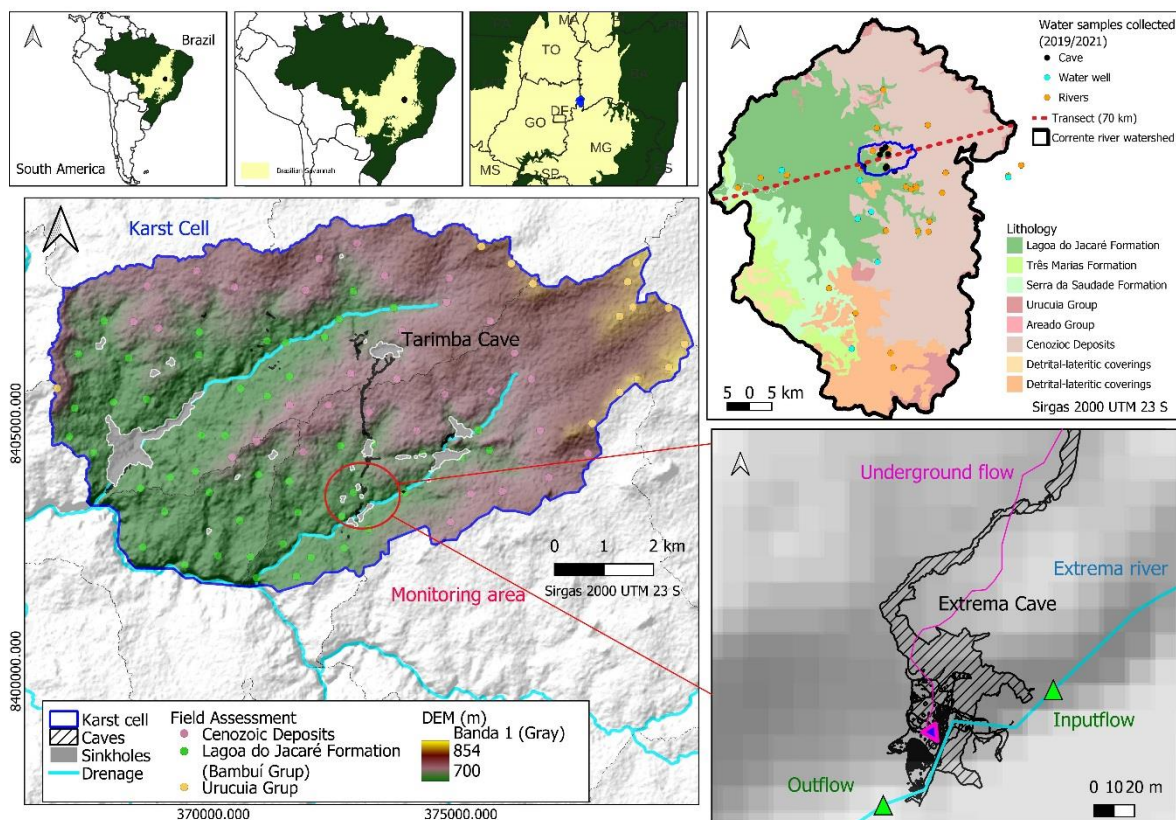 Brazil
South America
Brazilian Savannah
TO
MA
DF
GO
MG
MS
SP
Water samples collected
(2019/2021)
Cave
Water well
Rivers
Transect (70 km)
Corrente river watershed
Lithology
Lagoa do Jacaré Formation
Três Marias Formation
Serra da Saudade Formation
Urucuia Group
Areado Group
Cenozioc Deposits
Detrital-lateritic coverings
Detrital-lateritic coverings
5 0 5 km
Sirgas 2000 UTM 23 S
Karst Cell
Tarimba Cave
0 1 2 km
Sirgas 2000 UTM 23 S
Monitoring area
8405000.000
8400000.000
370000.000
375000.000
Karst cell
Caves
Sinkholes
Drenage
Field Assessment
Cenozoic Deposits
Lagoa do Jacaré Formation
(Bambuí Grup)
Urucuia Grup
DEM (m)
Banda 1 (Gray)
854
700
Underground flow
Extrema river
Extrema Cave
Inputflow
Outflow
0 10 20 m